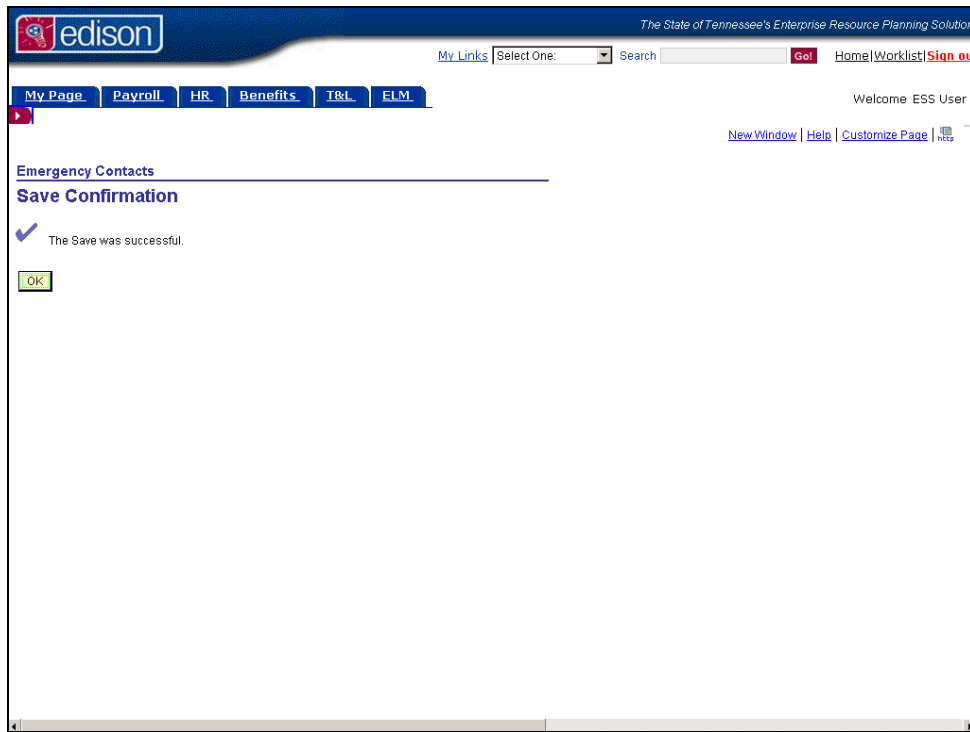 edison
The State of Tennessee's Enterprise Resource Planning Solution
My Links Select One: Search Go! Home|Worklist|Sign ou
My Page Payroll HR Benefits T&L ELM
Welcome ESS User
New Window | Help | Customize Page | http
Emergency Contacts
Save Confirmation
The Save was successful.
OK